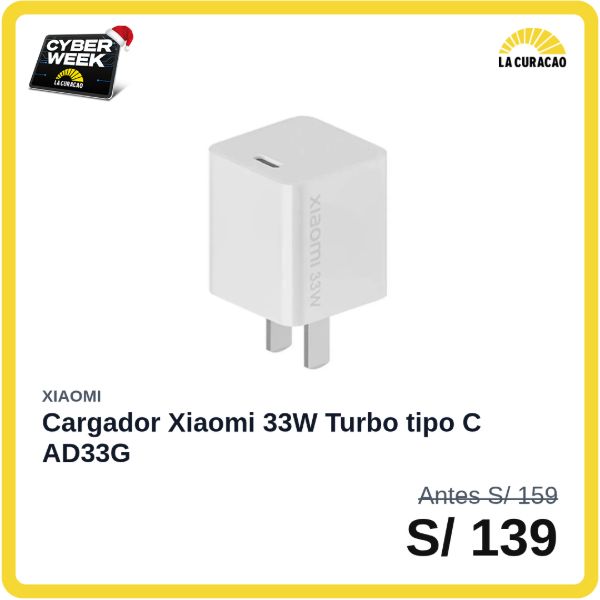 CYBER
WEEK
LA CURACAO
LA CURACAO
XIAOMI 33W
XIAOMI
Cargador Xiaomi 33W Turbo tipo C
AD33G
Antes S/ 159
S/ 139